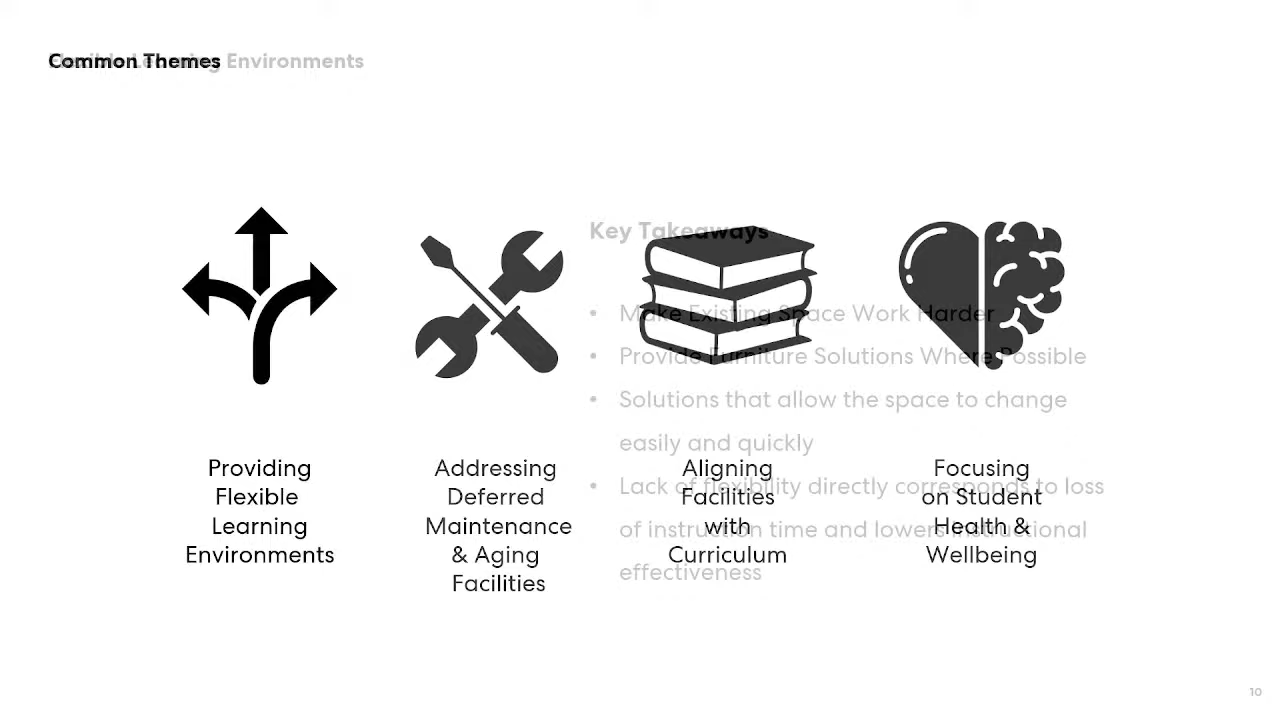 Common Themes
Flexible Learning Environments
Key Takeaways
• Make Existing Space Work Harder
• Provide Furniture Solutions Where Possible
• Solutions that allow the space to change
easily and quickly
• Lack of flexibility directly corresponds to loss
of instruction time and lowers instructional
effectiveness
Providing
Flexible
Learning
Environments
Addressing
Deferred
Maintenance
& Aging
Facilities
Aligning
Facilities
with
Curriculum
Focusing
on Student
Health &
Wellbeing
10